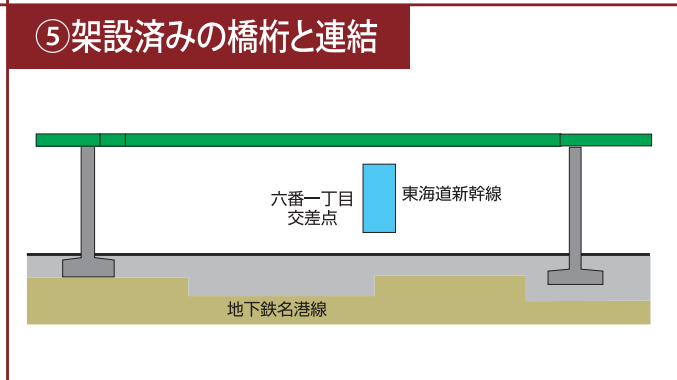 ⑤架設済みの橋桁と連結
六番一丁目
交差点
東海道新幹線
地下鉄名港線